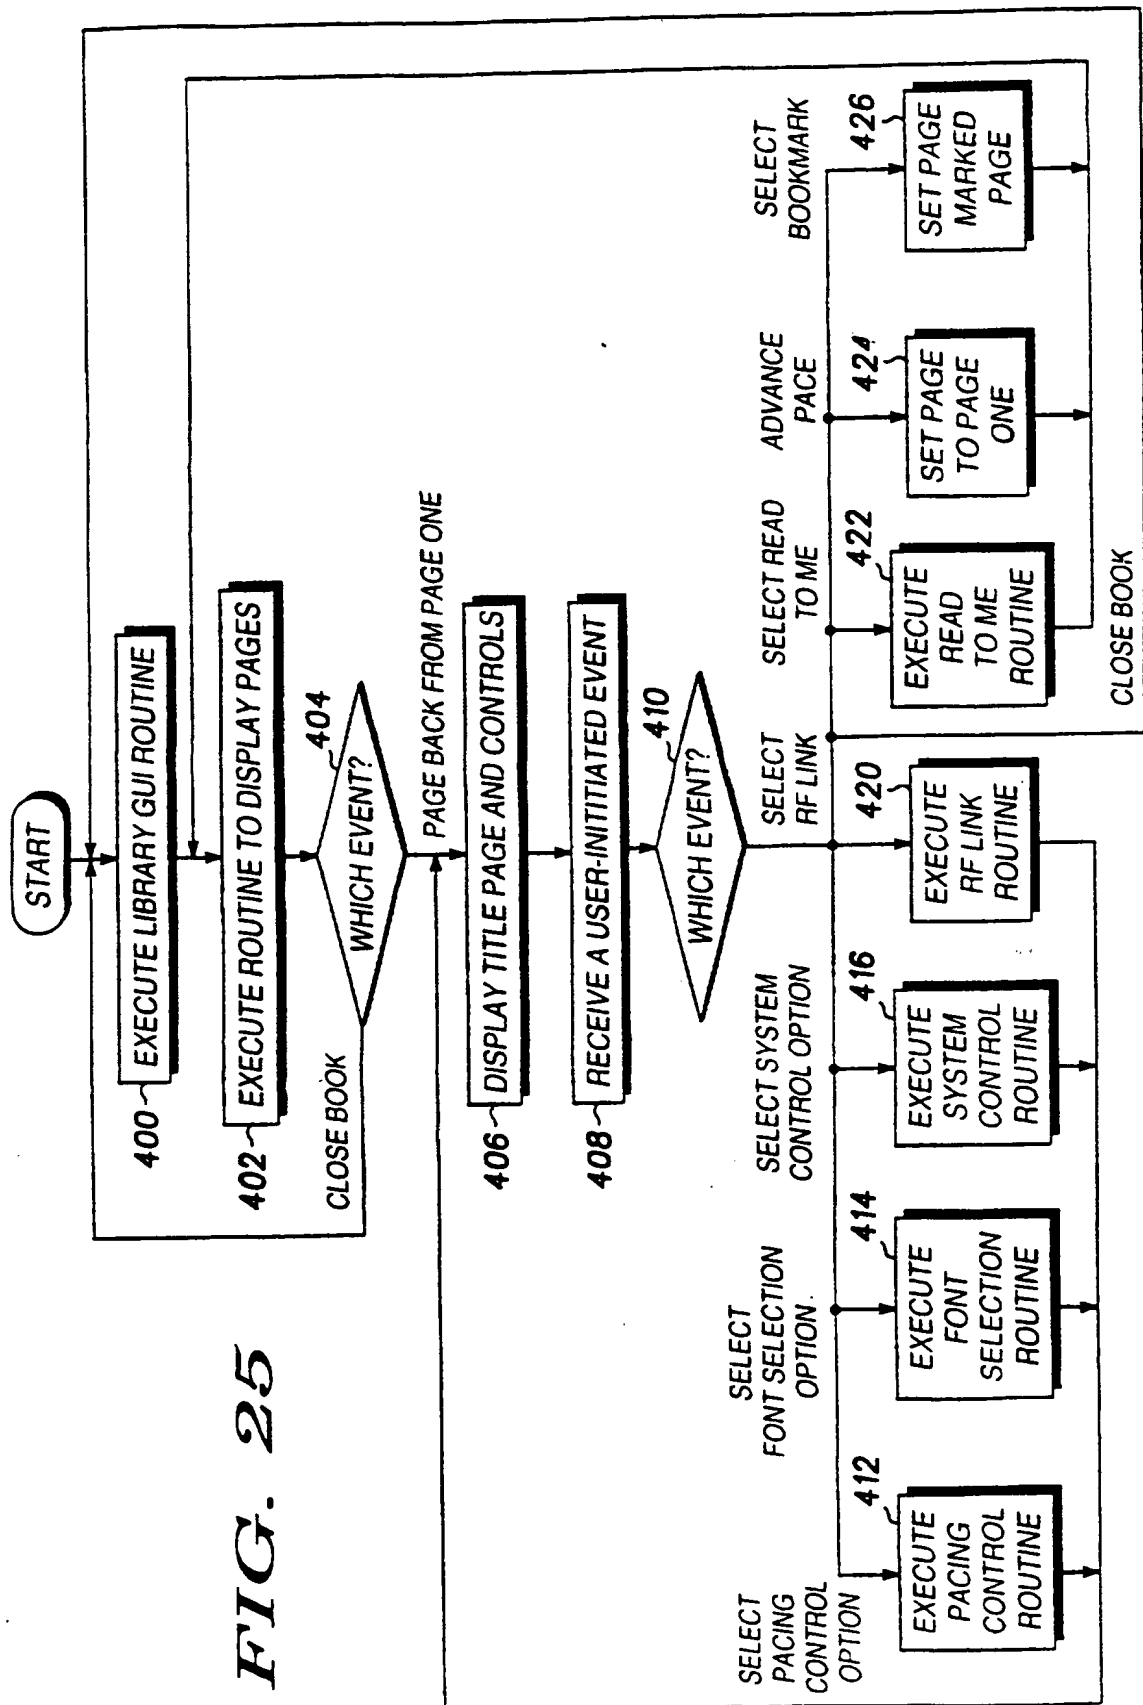 START
400
EXECUTE LIBRARY GUI ROUTINE
402
EXECUTE ROUTINE TO DISPLAY PAGES
404
WHICH EVENT?
CLOSE BOOK
PAGE BACK FROM PAGE ONE
406
DISPLAY TITLE PAGE AND CONTROLS
408
RECEIVE A USER-INITITIATED EVENT
410
WHICH EVENT?
SELECT
PACING
CONTROL
OPTION
412
EXECUTE
PACING
CONTROL
ROUTINE
SELECT
FONT SELECTION
OPTION.
414
EXECUTE
FONT
SELECTION
ROUTINE
SELECT SYSTEM
CONTROL OPTION
416
EXECUTE
SYSTEM
CONTROL
ROUTINE
SELECT
RF LINK
420
EXECUTE
RF LINK
ROUTINE
SELECT READ
TO ME
422
EXECUTE
READ
TO ME
ROUTINE
ADVANCE
PACE
424
SET PAGE
TO PAGE
ONE
SELECT
BOOKMARK
426
SET PAGE
MARKED
PAGE
CLOSE BOOK
FIG. 25